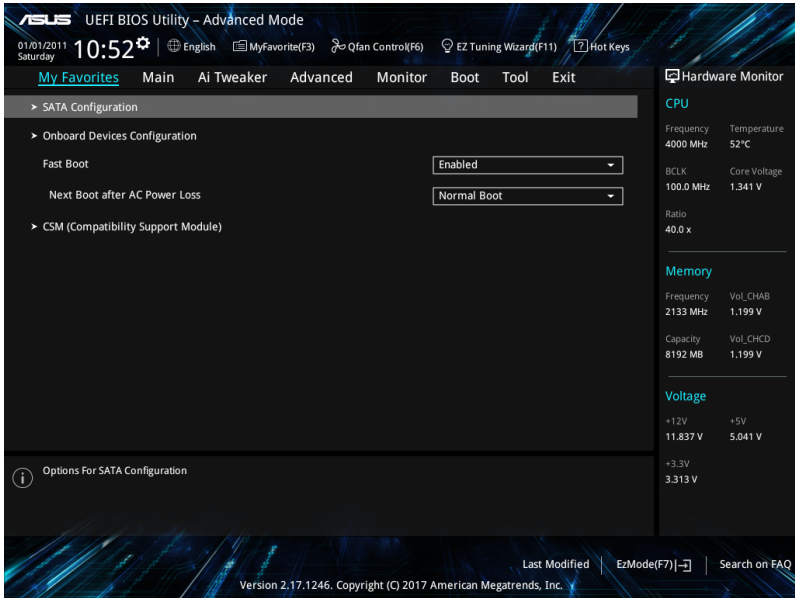 ASUS UEFI BIOS Utility – Advanced Mode
01/01/2011 Saturday 10:52 English MyFavorite(F3) Qfan Control(F6) EZ Tuning Wizard(F11) ? Hot Keys
My Favorites Main Ai Tweaker Advanced Monitor Boot Tool Exit
Hardware Monitor
> SATA Configuration
> Onboard Devices Configuration
Fast Boot Enabled
Next Boot after AC Power Loss Normal Boot
> CSM (Compatibility Support Module)
CPU
Frequency Temperature
4000 MHz 52°C
BCLK Core Voltage
100.0 MHz 1.341 V
Ratio
40.0 x
Memory
Frequency Vol_CHAB
2133 MHz 1.199 V
Capacity Vol_CHCD
8192 MB 1.199 V
Voltage
+12V +5V
11.837 V 5.041 V
+3.3V
3.313 V
i Options For SATA Configuration
Last Modified EzMode(F7) Search on FAQ
Version 2.17.1246. Copyright (C) 2017 American Megatrends, Inc.